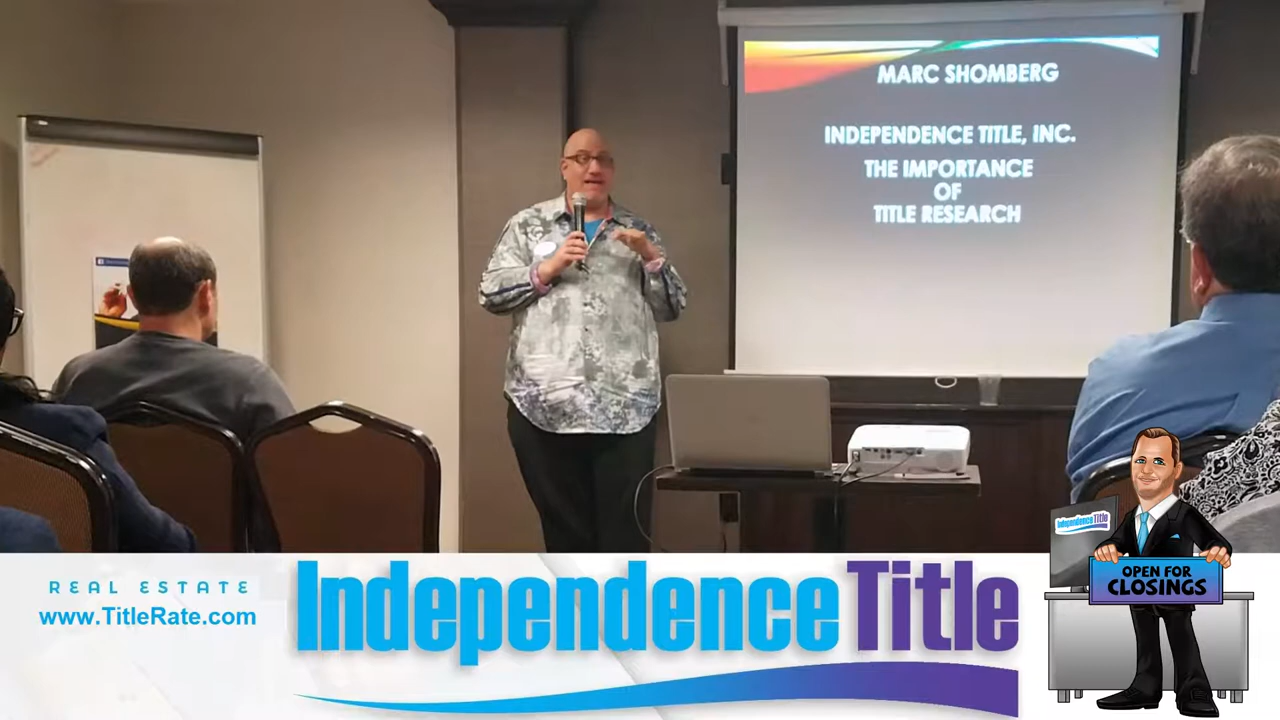 MARC SHOMBERG
INDEPENDENCE TITLE, INC.
THE IMPORTANCE
OF
TITLE RESEARCH
REAL ESTATE
www.TitleRate.com
IndependenceTitle
IndependenceTitle
OPEN FOR
CLOSINGS